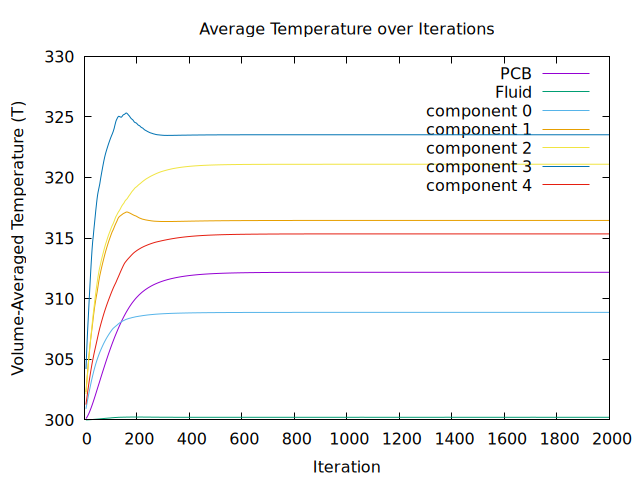 Average Temperature over Iterations
Volume-Averaged Temperature (T)
330
325
320
315
310
305
300
PCB
Fluid
component 0
component 1
component 2
component 3
component 4
0 200 400 600 800 1000 1200 1400 1600 1800 2000
Iteration